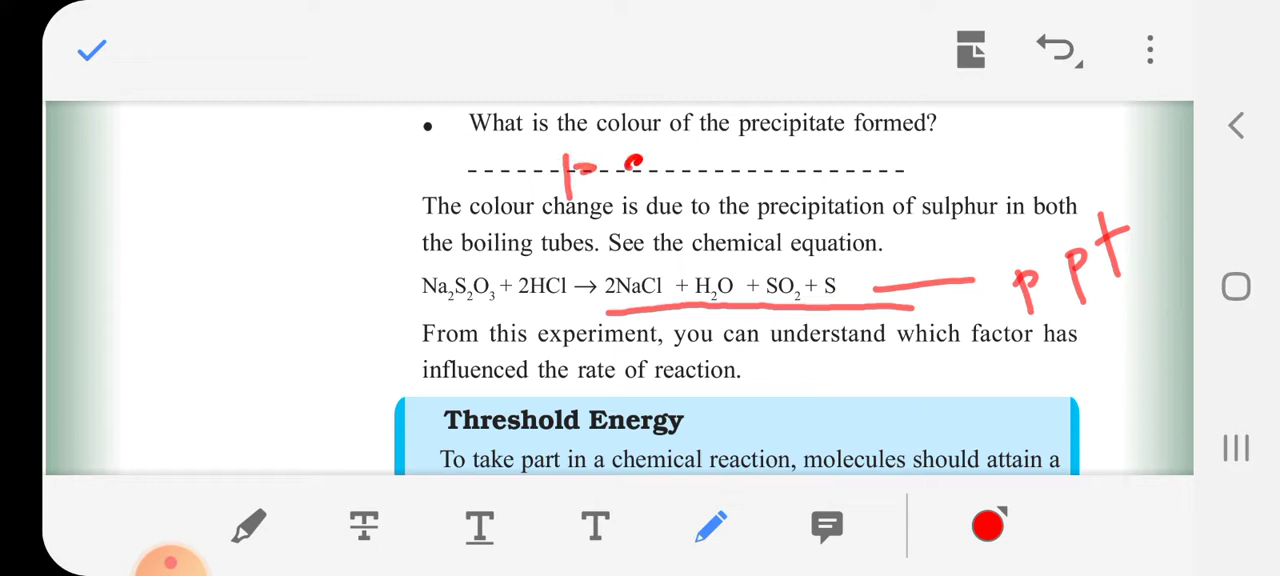 • What is the colour of the precipitate formed?
The colour change is due to the precipitation of sulphur in both
the boiling tubes. See the chemical equation.
Na₂S₂O₃ + 2HCl → 2NaCl + H₂O + SO₂ + S
ppt
From this experiment, you can understand which factor has
influenced the rate of reaction.
Threshold Energy
To take part in a chemical reaction, molecules should attain a
T
T
T